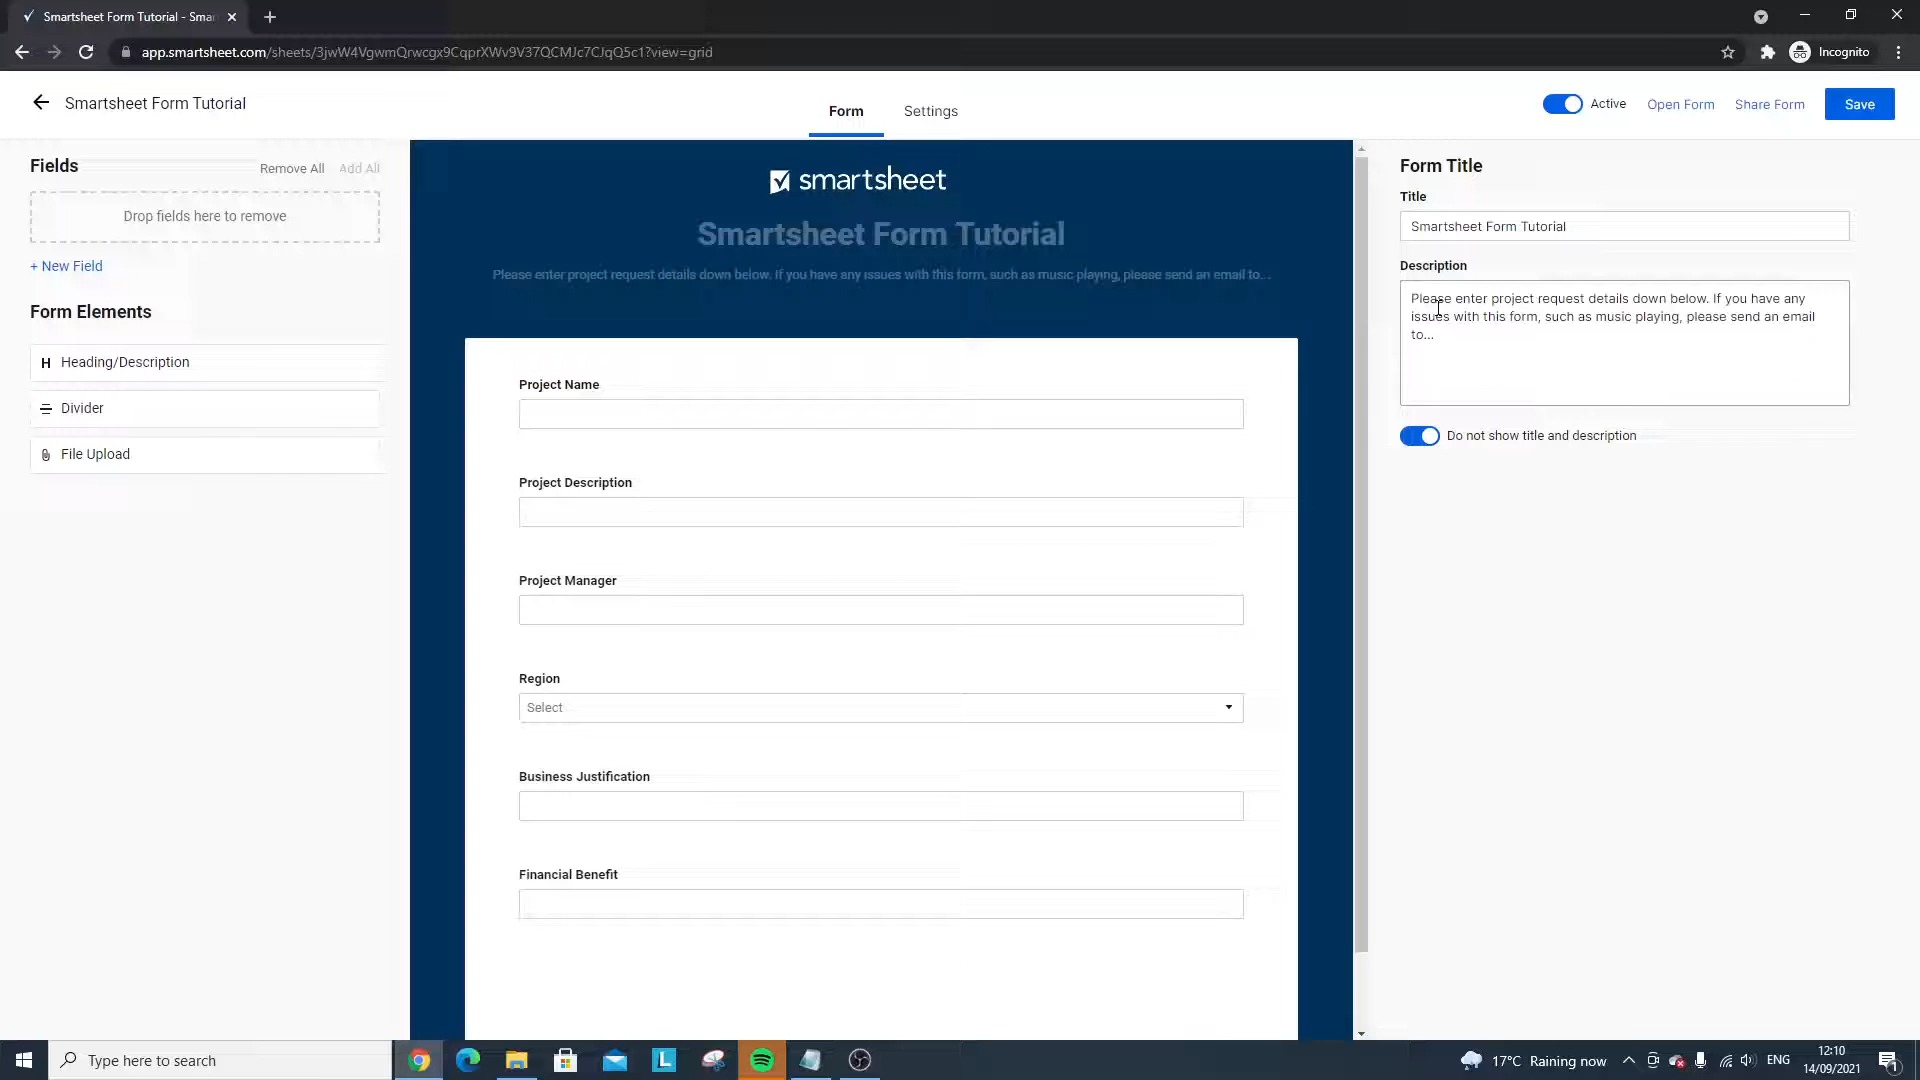 Smartsheet Form Tutorial - Smar
app.smartsheet.com/sheets/3jwW4VgwmQrwcgx9CqprXWv9V37QCMJc7CJqQ5c1?view=grid
Incognito
Smartsheet Form Tutorial
Form
Settings
Active
Open Form
Share Form
Save
Fields
Remove All
Add All
Drop fields here to remove
+ New Field
Form Elements
H Heading/Description
Divider
File Upload
smartsheet
Smartsheet Form Tutorial
Please enter project request details down below. If you have any issues with this form, such as music playing, please send an email to...
Project Name
Project Description
Project Manager
Region
Select
Business Justification
Financial Benefit
Form Title
Title
Smartsheet Form Tutorial
Description
Please enter project request details down below. If you have any
issues with this form, such as music playing, please send an email
to...
Do not show title and description
Type here to search
L
17°C Raining now
ENG
12:10
14/09/2021
1